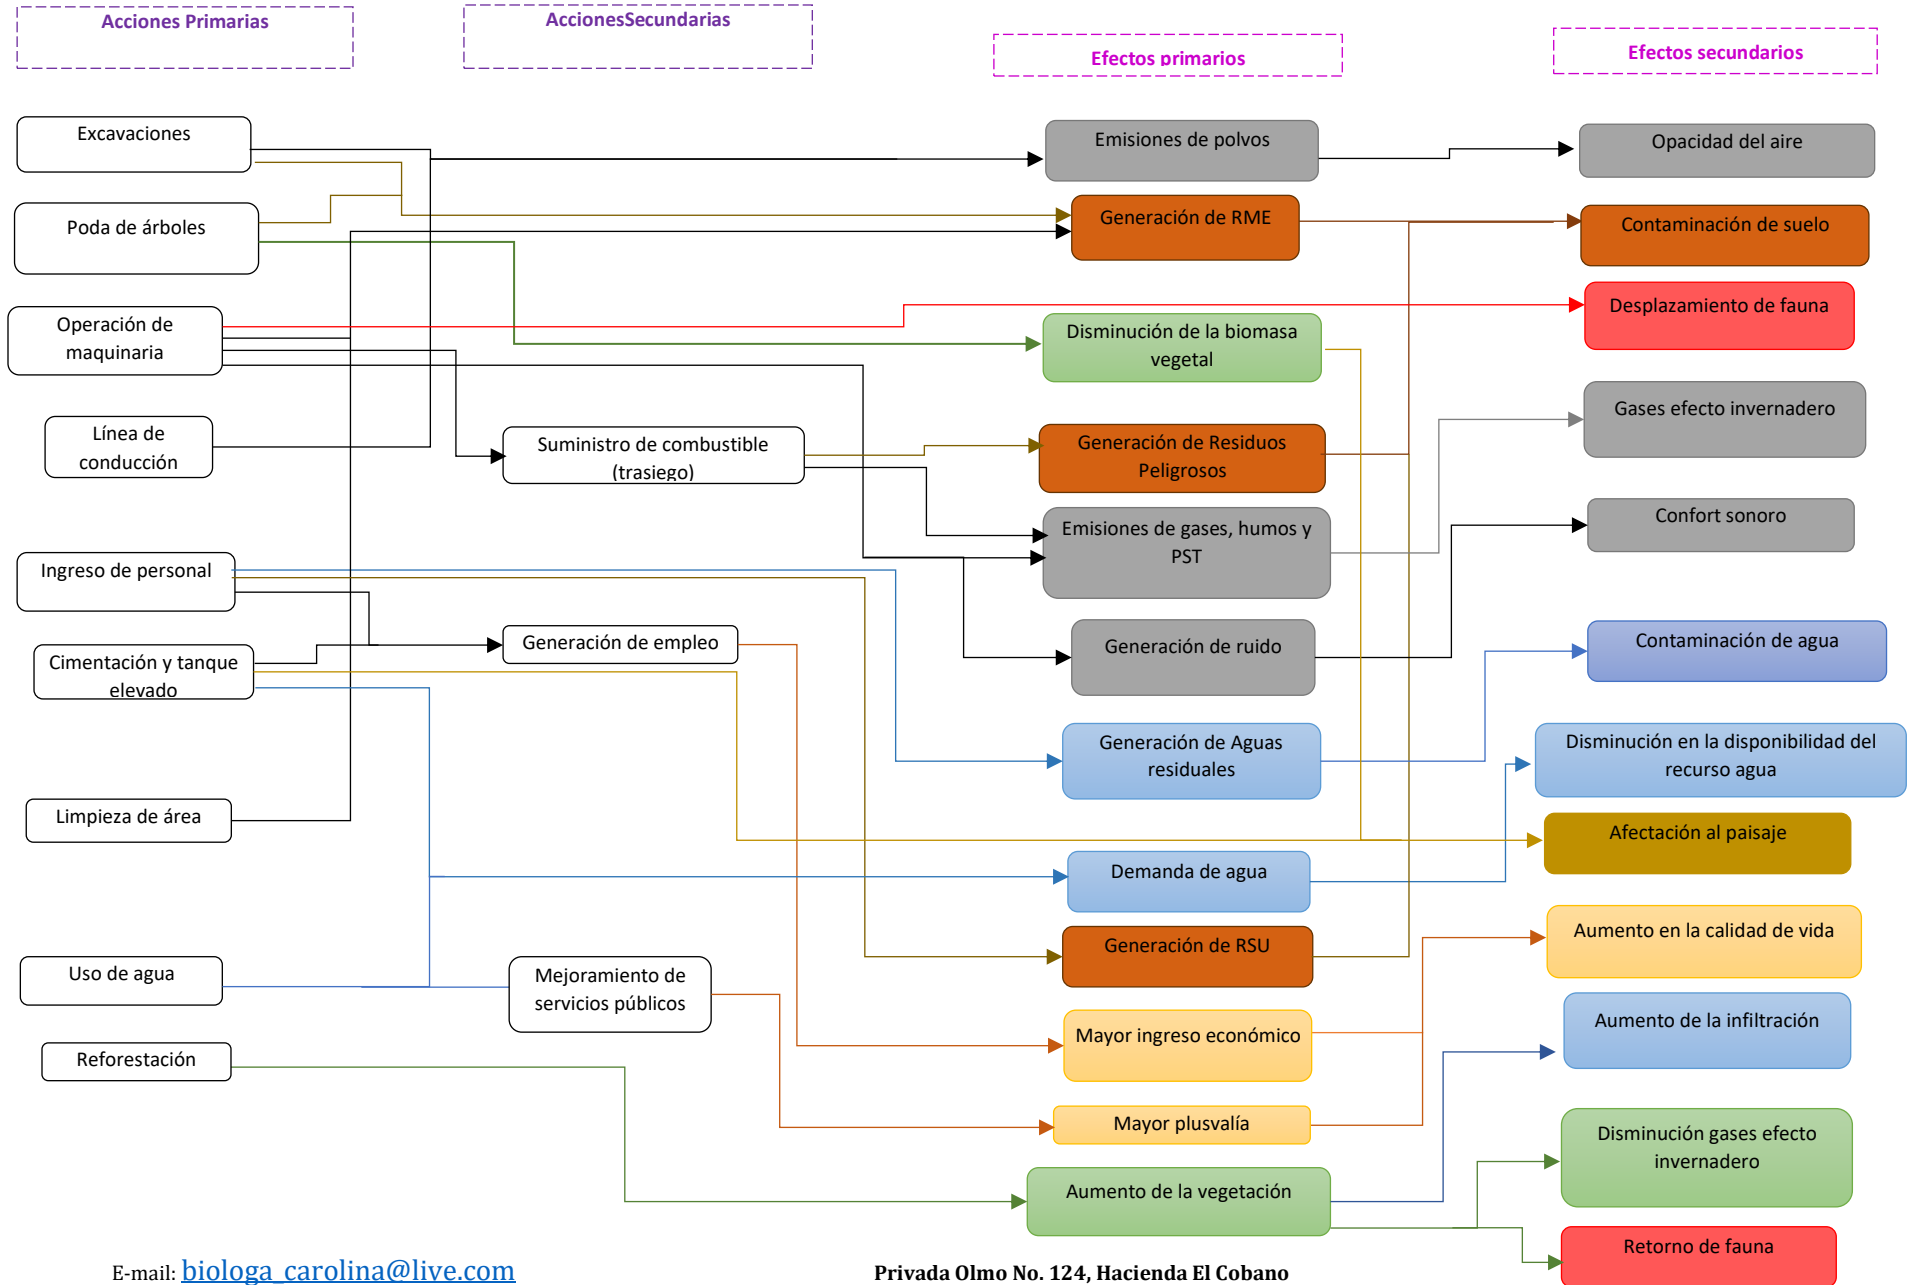 Acciones Primarias
AccionesSecundarias
Efectos primarios
Efectos secundarios
Excavaciones
Emisiones de polvos
Opacidad del aire
Poda de árboles
Generación de RME
Contaminación de suelo
Operación de
maquinaria
Disminución de la biomasa
vegetal
Desplazamiento de fauna
Línea de
conducción
Suministro de combustible
(trasiego)
Generación de Residuos
Peligrosos
Gases efecto invernadero
Emisiones de gases, humos y
PST
Confort sonoro
Ingreso de personal
Generación de empleo
Generación de ruido
Contaminación de agua
Cimentación y tanque
elevado
Generación de Aguas
residuales
Disminución en la disponibilidad del
recurso agua
Limpieza de área
Demanda de agua
Afectación al paisaje
Generación de RSU
Aumento en la calidad de vida
Uso de agua
Mejoramiento de
servicios públicos
Mayor ingreso económico
Aumento de la infiltración
Reforestación
Mayor plusvalía
Disminución gases efecto
invernadero
Aumento de la vegetación
Retorno de fauna
E-mail: biologa_carolina@live.com
Privada Olmo No. 124, Hacienda El Cobano